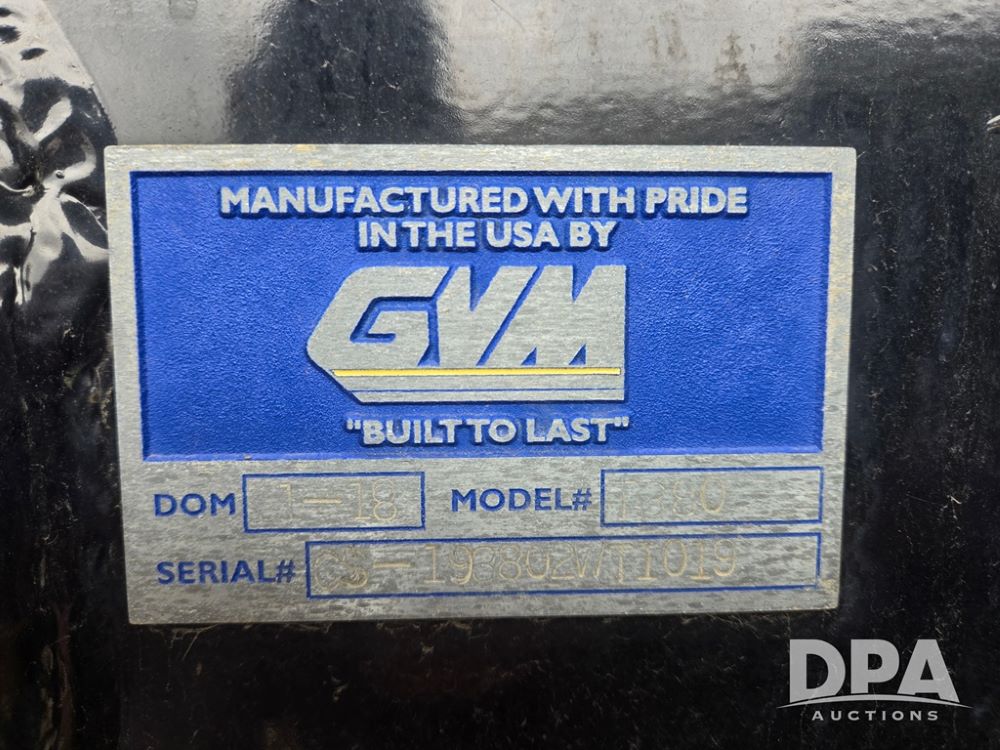 MANUFACTURED WITH PRIDE
IN THE USA BY
GVM
"BUILT TO LAST"
DOM 1-18 MODEL#
SERIAL#
DPA
AUCTIONS